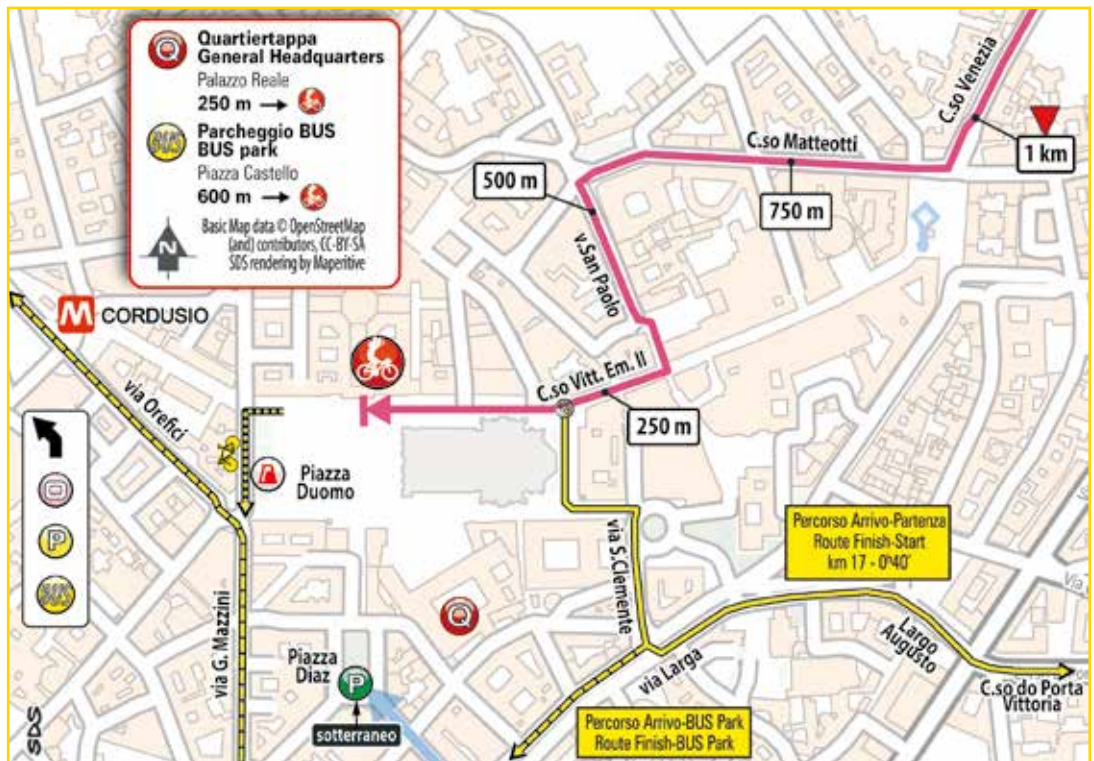 Q
Quartiertappa
General Headquarters
Palazzo Reale
250 m →
BUS
Parcheggio BUS
BUS park
Piazza Castello
600 m →
N
Basic Map data © OpenStreetMap
(and) contributors, CC-BY-SA
SDS rendering by Maperitive
C.so Venezia
1 km
C.so Matteotti
750 m
500 m
v.San Paolo
M CORDUSIO
via Orefici
C.so Vitt. Em. II
250 m
Piazza
Duomo
P
BUS
via G. Mazzini
via S.Clemente
Percorso Arrivo-Partenza
Route Finish-Start
km 17 - 0º40'
Q
Piazza
Diaz
P
sotterraneo
via Larga
Largo
Augusto
C.so do Porta
Vittoria
Percorso Arrivo-BUS Park
Route Finish-BUS Park
SDS